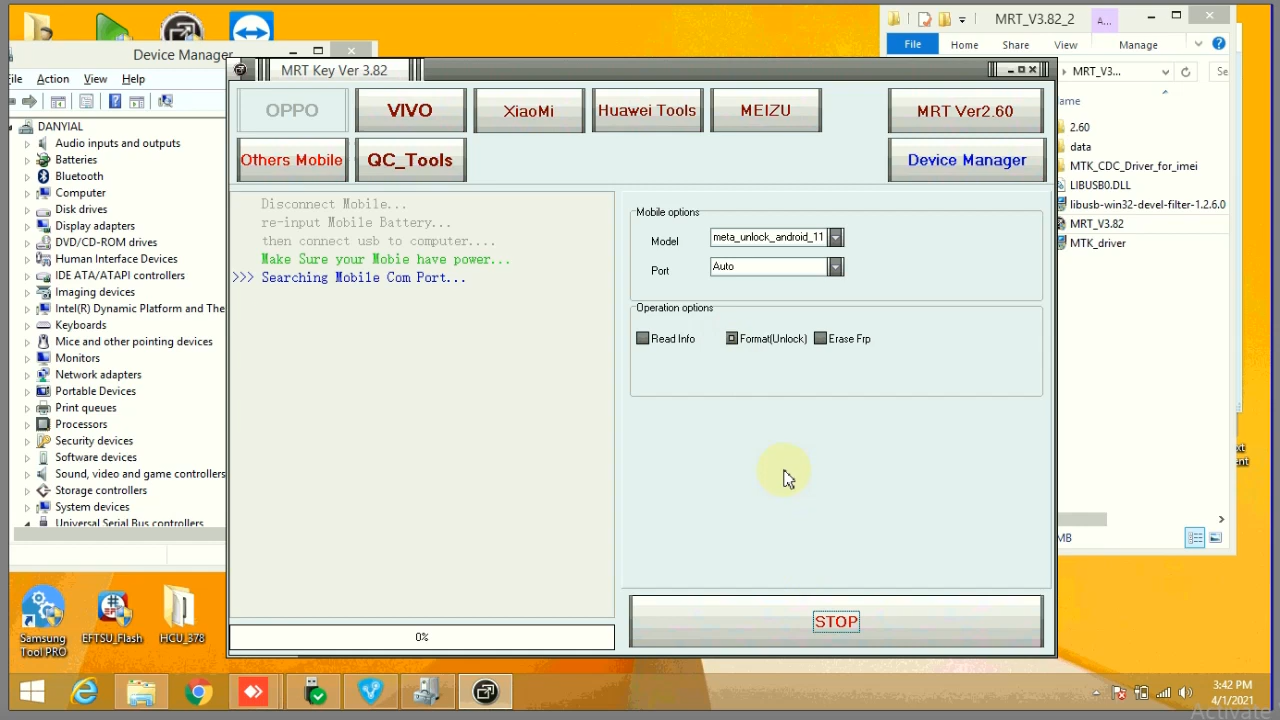 MRT_V3.82_2
A...
File
Home
Share
View
Manage
MRT_V3...
Se
ame
2.60
data
MTK_CDC_Driver_for_imei
LIBUSB0.DLL
libusb-win32-devel-filter-1.2.6.0
MRT_V3.82
MTK_driver
MB
Device Manager
ile
Action
View
Help
DANYIAL
Audio inputs and outputs
Batteries
Bluetooth
Computer
Disk drives
Display adapters
DVD/CD-ROM drives
Human Interface Devices
IDE ATA/ATAPI controllers
Imaging devices
Intel(R) Dynamic Platform and The
Keyboards
Mice and other pointing devices
Monitors
Network adapters
Portable Devices
Print queues
Processors
Security devices
Software devices
Sound, video and game controllers
Storage controllers
System devices
Universal Serial Bus controllers
MRT Key Ver 3.82
OPPO
VIVO
XiaoMi
Huawei Tools
MEIZU
MRT Ver2.60
Others Mobile
QC_Tools
Device Manager
Disconnect Mobile...
re-input Mobile Battery...
then connect usb to computer....
Make Sure your Mobie have power...
>>> Searching Mobile Com Port...
Mobile options
Model
meta_unlock_android_11
Port
Auto
Operation options
Read Info
Format(Unlock)
Erase Frp
0%
STOP
xt
ent
Samsung
Tool PRO
EFTSU_Flash
HCU_378
3:42 PM
4/1/2021
Activate